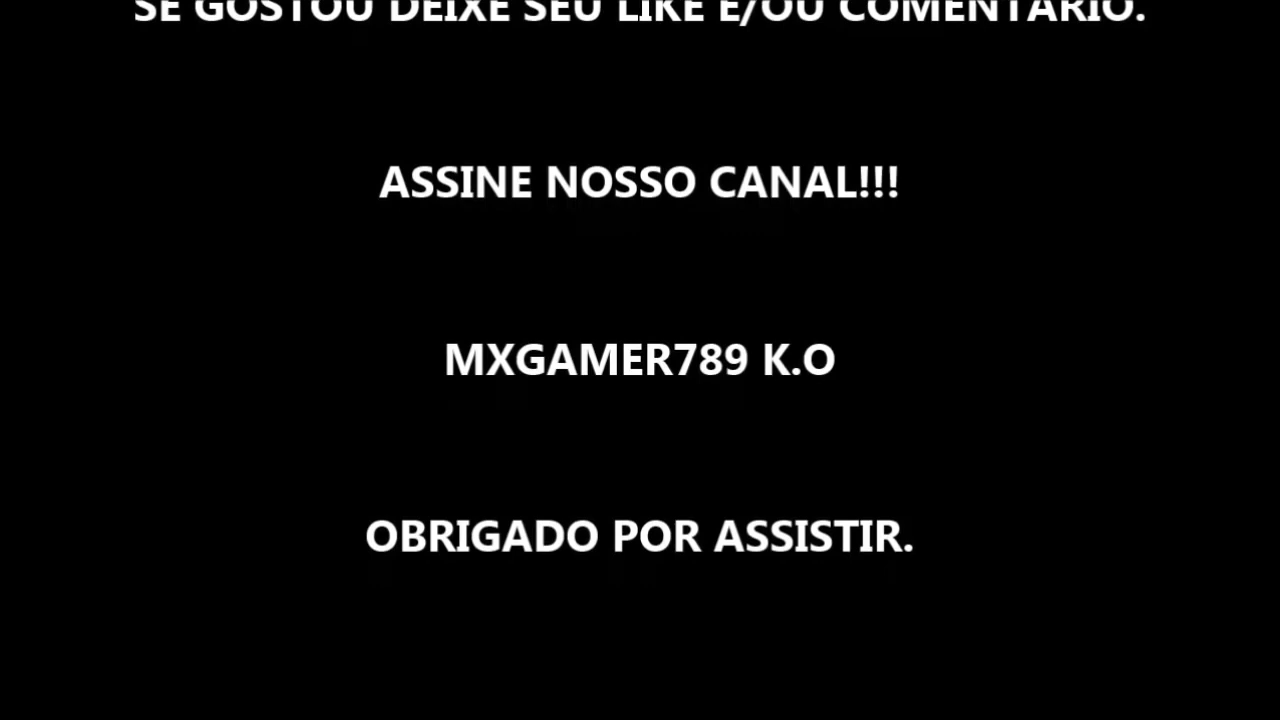 SE GOSTOU DEIXE SEU LIKE E/OU COMENTÁRIO.
ASSINE NOSSO CANAL!!!
MXGAMER789 K.O
OBRIGADO POR ASSISTIR.